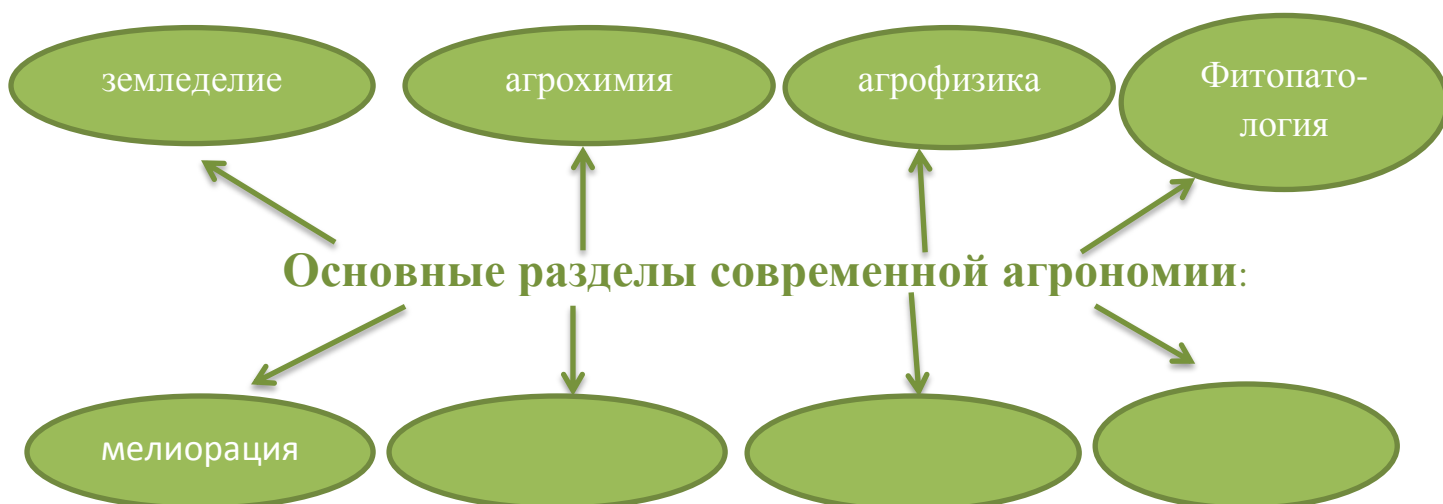 земледелие
агрохимия
агрофизика
Фитопато-
логия
Основные разделы современной агрономии:
мелиорация